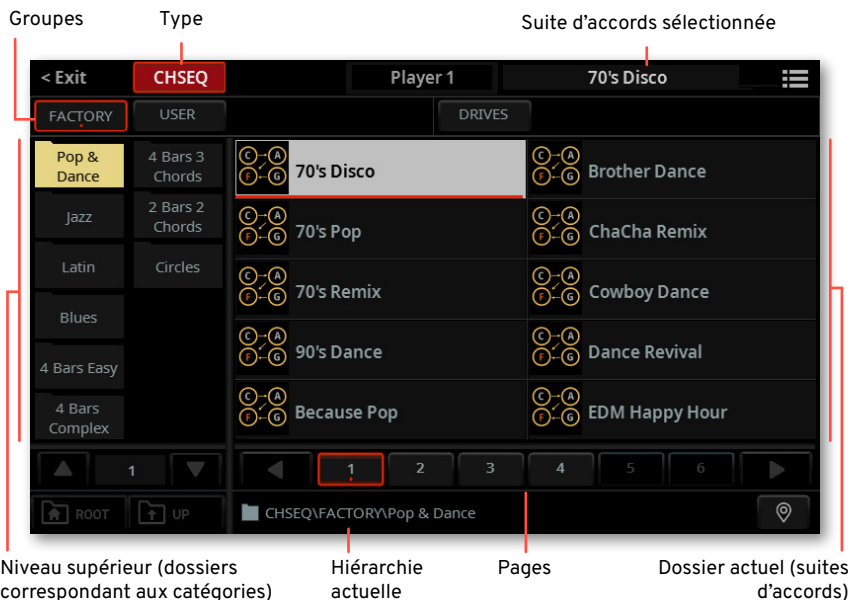 Groupes
Type
Suite d’accords sélectionnée
< Exit
CHSEQ
Player 1
70's Disco
FACTORY
USER
DRIVES
Pop &
Dance
4 Bars 3
Chords
Jazz
2 Bars 2
Chords
Latin
Circles
Blues
4 Bars Easy
4 Bars
Complex
C A
F G
70's Disco
C A
F G
Brother Dance
C A
F G
70's Pop
C A
F G
ChaCha Remix
C A
F G
70's Remix
C A
F G
Cowboy Dance
C A
F G
90's Dance
C A
F G
Dance Revival
C A
F G
Because Pop
C A
F G
EDM Happy Hour
1
1
2
3
4
5
6
ROOT
UP
CHSEQ\FACTORY\Pop & Dance
Niveau supérieur (dossiers
correspondant aux catégories)
Hiérarchie
actuelle
Pages
Dossier actuel (suites
d’accords)